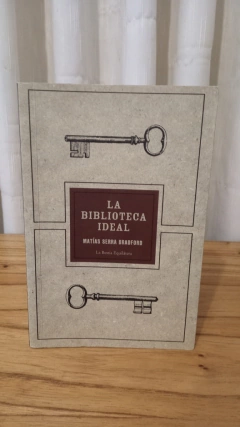 LA
BIBLIOTECA
IDEAL
MATÍAS SERRA BRADFORD
La Bestia Equilátera